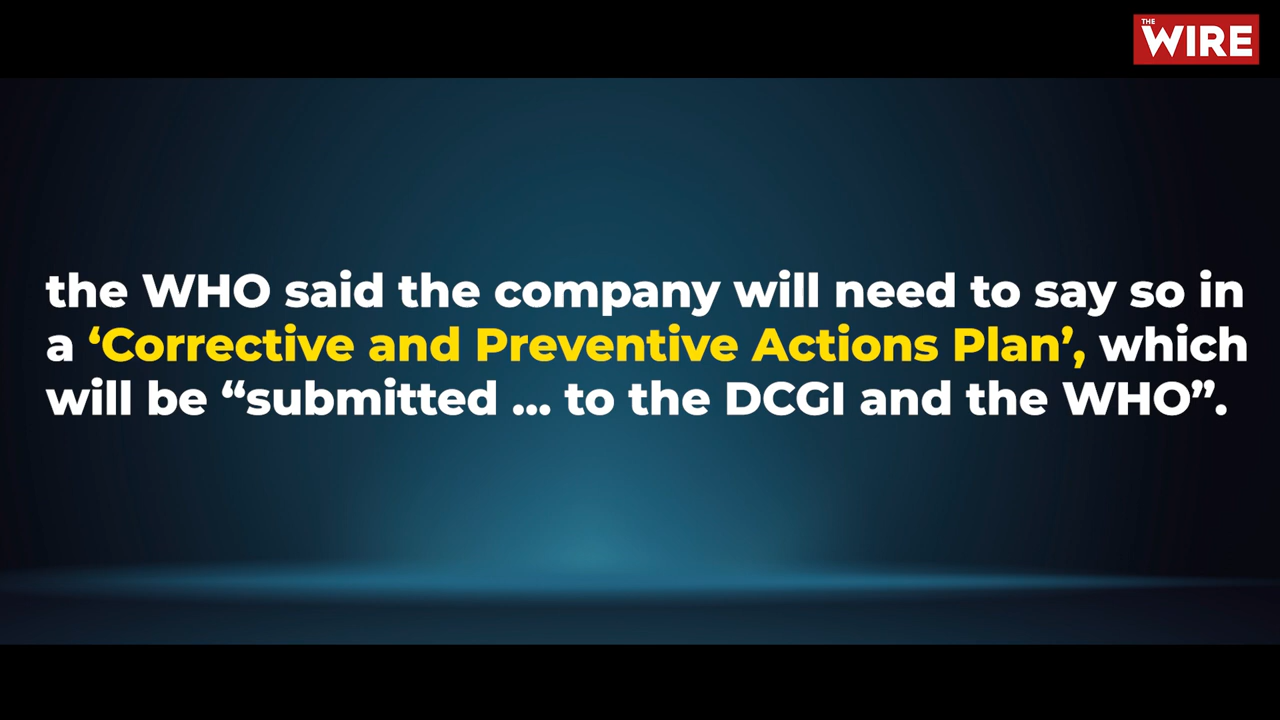 THE
WIRE
the WHO said the company will need to say so in
a ‘Corrective and Preventive Actions Plan’, which
will be “submitted ... to the DCGI and the WHO”.